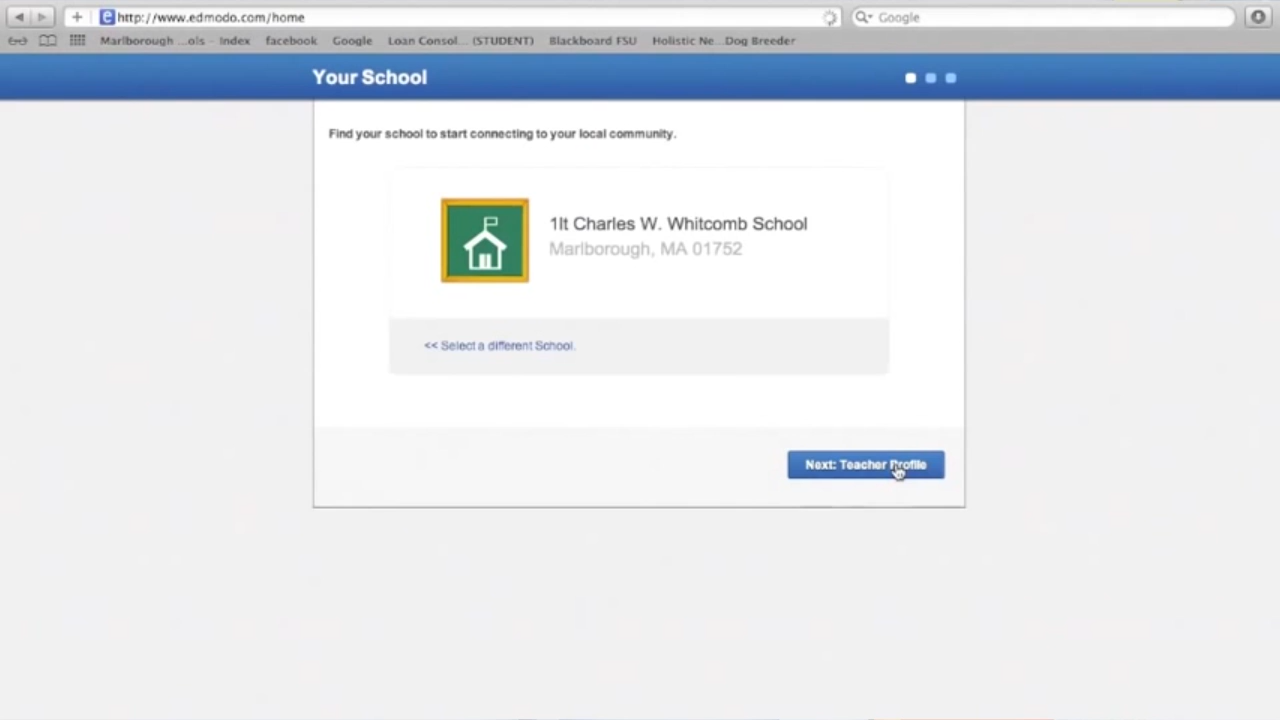 http://www.edmodo.com/home
Google
Marlborough ...ols - Index facebook Google Loan Consol... (STUDENT) Blackboard FSU Holistic Ne...Dog Breeder
Your School
Find your school to start connecting to your local community.
1lt Charles W. Whitcomb School
Marlborough, MA 01752
<< Select a different School.
Next: Teacher Profile